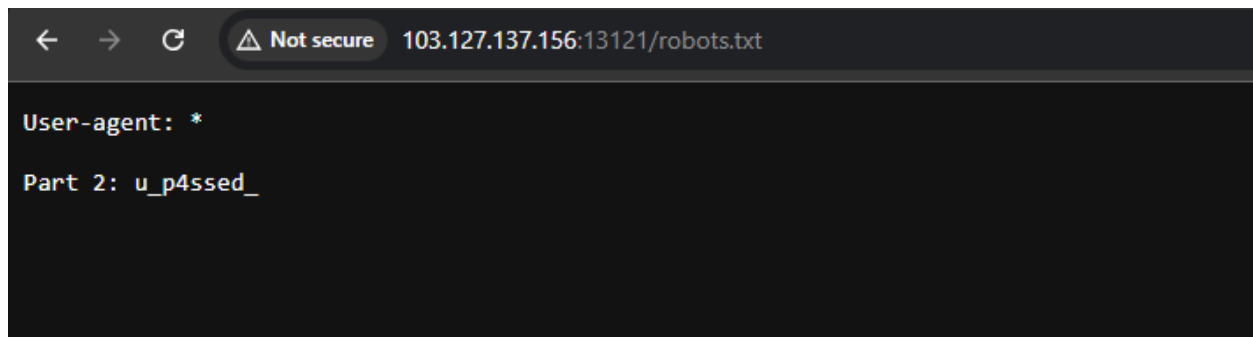 Not secure 103.127.137.156:13121/robots.txt
User-agent: *
Part 2: u_p4ssed_